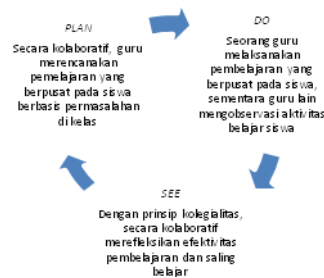 PLAN
Secara kolaboratif, guru
merencanakan
pemelajaran yang
berpusat pada siswa
berbasis permasalahan
di kelas
DO
Seorang guru
melaksanakan
pembelajaran yang
berpusat pada siswa,
sementara guru lain
mengobservasi aktivitas
belajar siswa
SEE
Dengan prinsip kolegialitas,
secara kolaboratif
merefleksikan efektivitas
pembelajaran dan saling
belajar